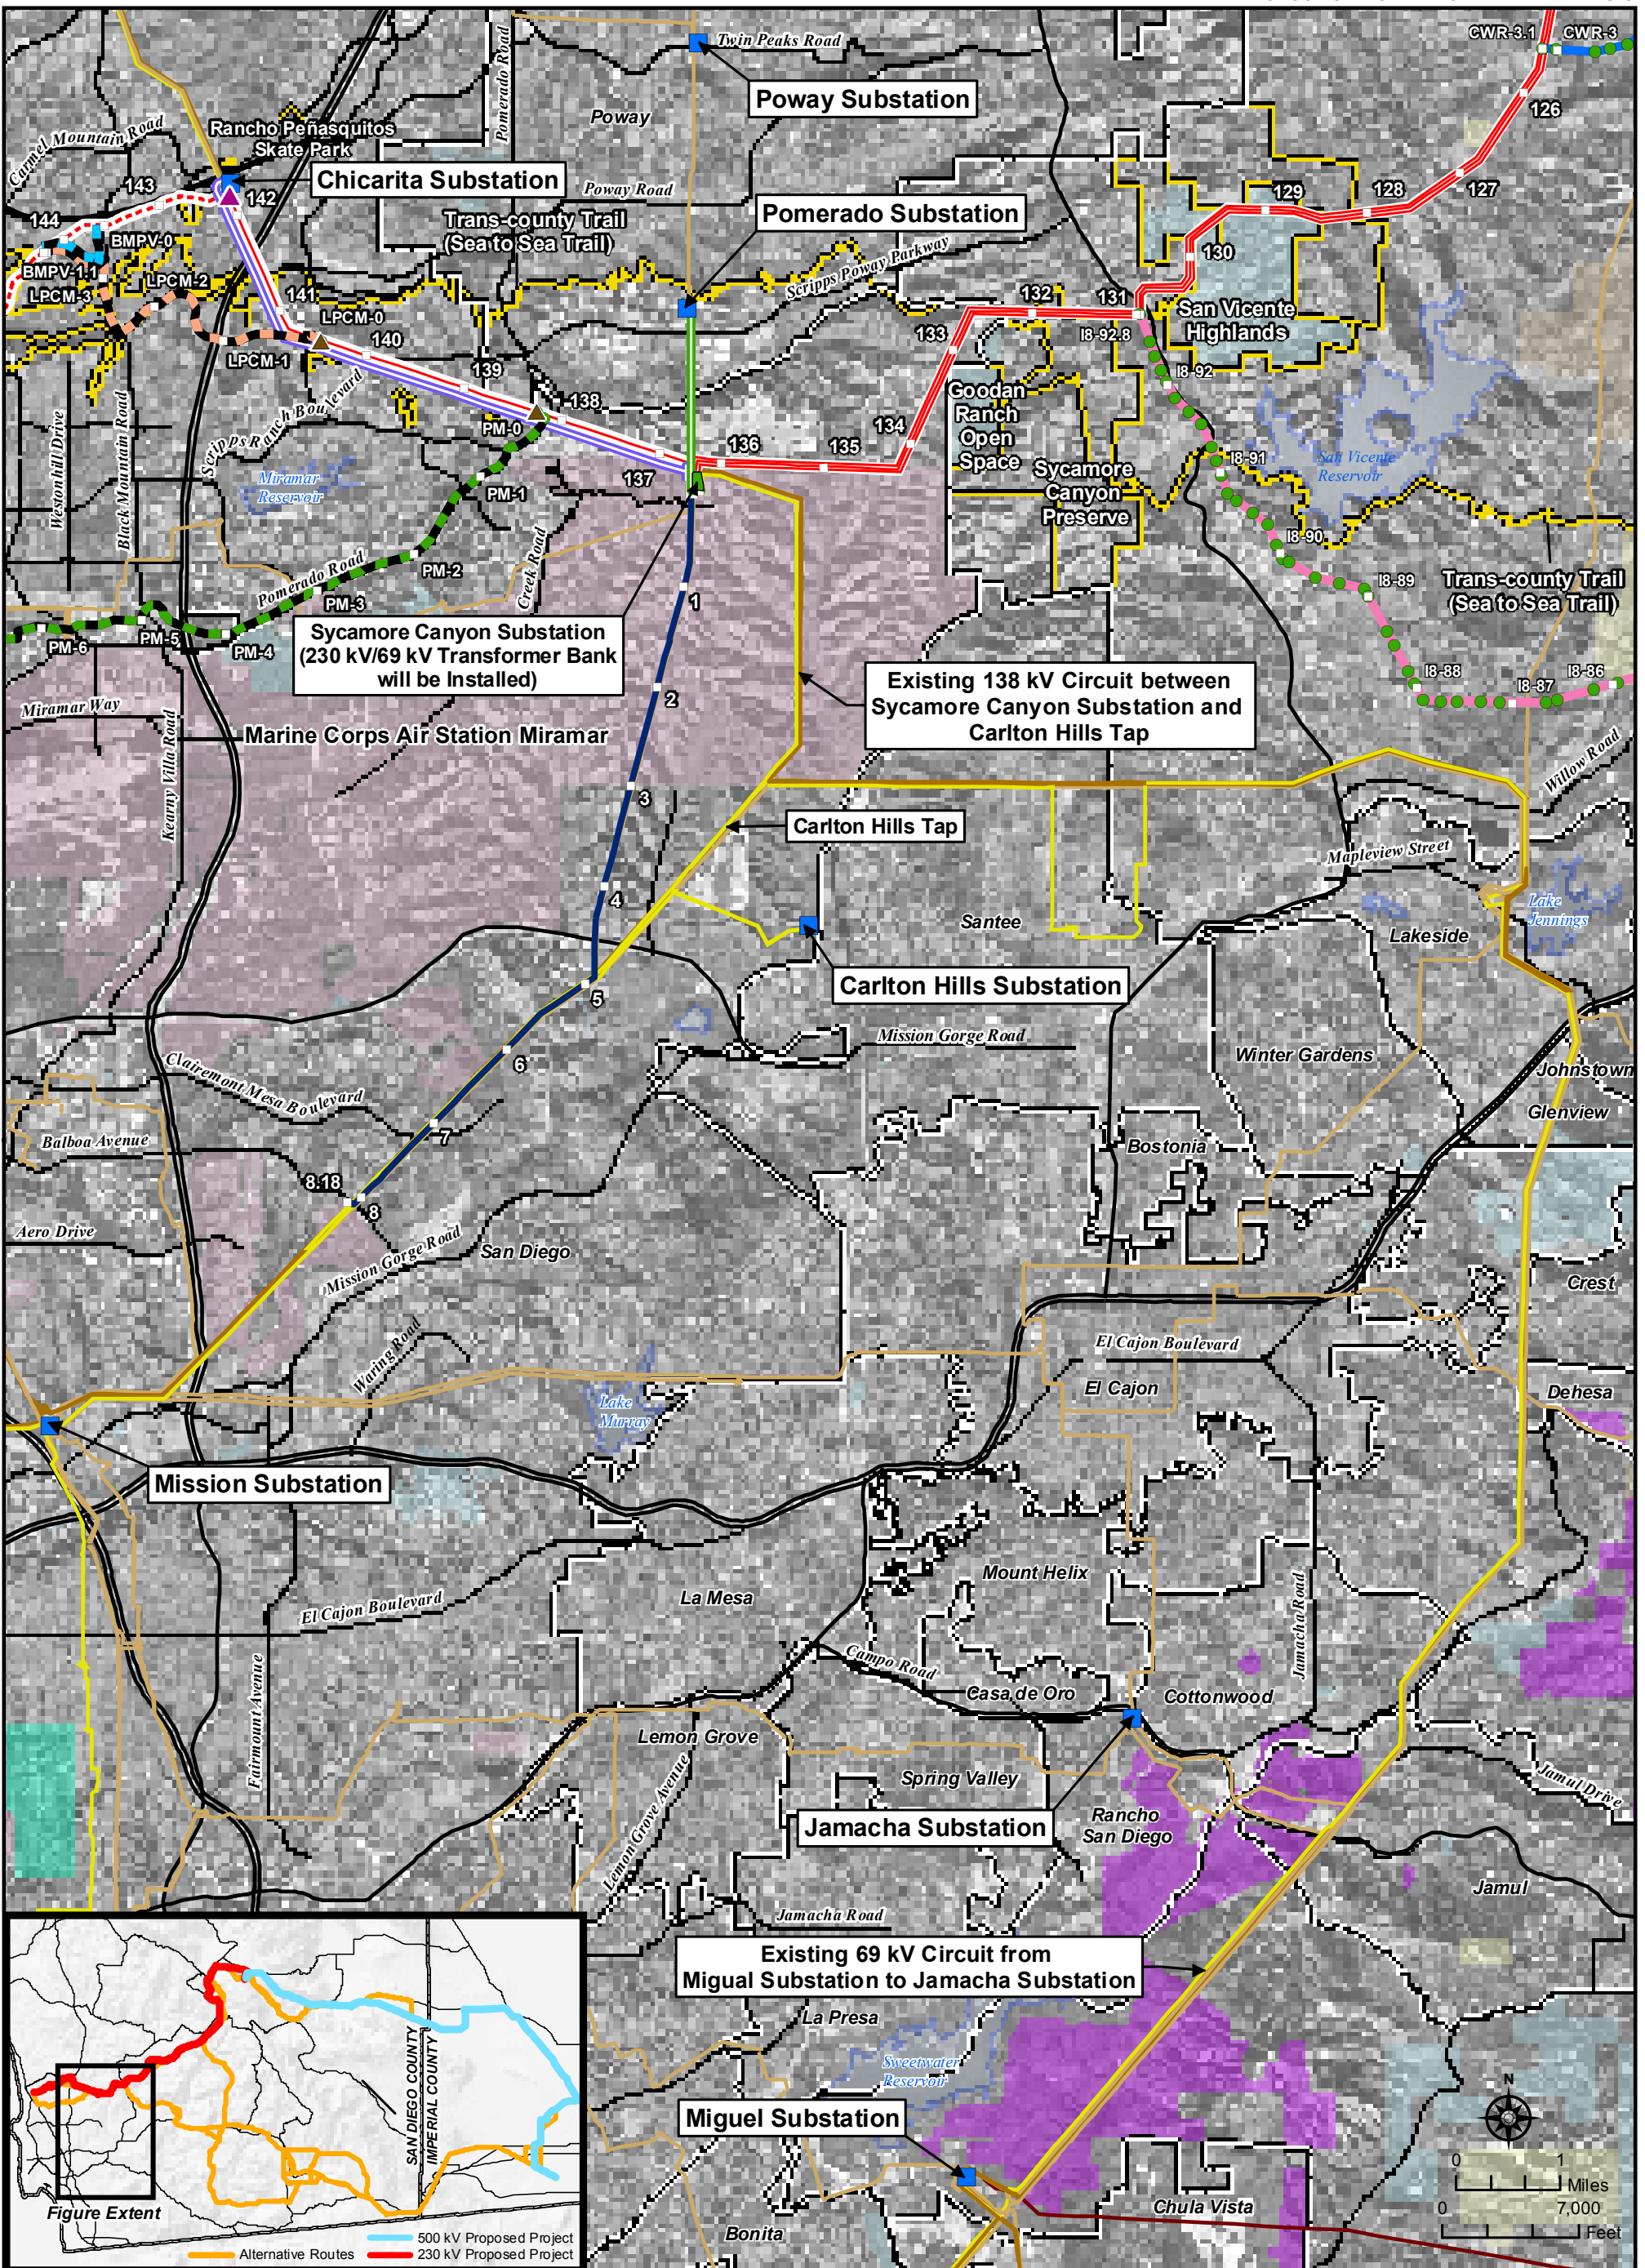 CWR-3.1
CWR-3
Twin Peaks Road
Pomerado Road
126
Poway Substation
Poway
Carmel Mountain Road
Rancho Peñasquitos
Skate Park
Chicarita Substation
127
128
129
143
142
Poway Road
Pomerado Substation
144
Trans-county Trail
(Sea to Sea Trail)
BMPV-0
130
BMPV-1.1
LPCM-2
Scripps Poway Parkway
LPCM-3
141
132
131
San Vicente
Highlands
LPCM-0
133
I8-92.8
140
LPCM-1
139
I8-92
Goodan
Ranch
Open
Space
Westonhill Drive
Black Mountain Road
Scripps Ranch Boulevard
138
PM-0
134
136
135
I8-91
San Vicente
Reservoir
Sycamore
Canyon
Preserve
Miramar
Reservoir
137
PM-1
I8-90
Creek Road
PM-2
Pomerado Road
I8-89
Trans-county Trail
(Sea to Sea Trail)
PM-3
1
PM-6
PM-5
PM-4
Sycamore Canyon Substation
(230 kV/69 kV Transformer Bank
will be Installed)
I8-88
I8-87
I8-86
Existing 138 kV Circuit between
Sycamore Canyon Substation and
Carlton Hills Tap
2
Miramar Way
Marine Corps Air Station Miramar
Kearny Villa Road
Willow Road
3
Carlton Hills Tap
Mapleview Street
4
Santee
Lake
Jennings
Lakeside
Carlton Hills Substation
5
Mission Gorge Road
6
Winter Gardens
Johnstown
Clairemont Mesa Boulevard
Glenview
7
Balboa Avenue
Bostonia
8.18
8
Aero Drive
San Diego
Mission Gorge Road
Crest
El Cajon Boulevard
Waring Road
El Cajon
Dehesa
Lake
Murray
Mission Substation
Mount Helix
La Mesa
El Cajon Boulevard
Jamacha Road
Campo Road
Fairmount Avenue
Casa de Oro
Cottonwood
Lemon Grove
Spring Valley
Jamul Drive
Lemon Grove Avenue
Jamacha Substation
Rancho
San Diego
Jamul
Jamacha Road
Existing 69 kV Circuit from
Migual Substation to Jamacha Substation
La Presa
Sweetwater
Reservoir
Miguel Substation
N
0 1
Miles
0 7,000
Feet
Chula Vista
Bonita
SAN DIEGO COUNTY
IMPERIAL COUNTY
Figure Extent
500 kV Proposed Project
Alternative Routes
230 kV Proposed Project